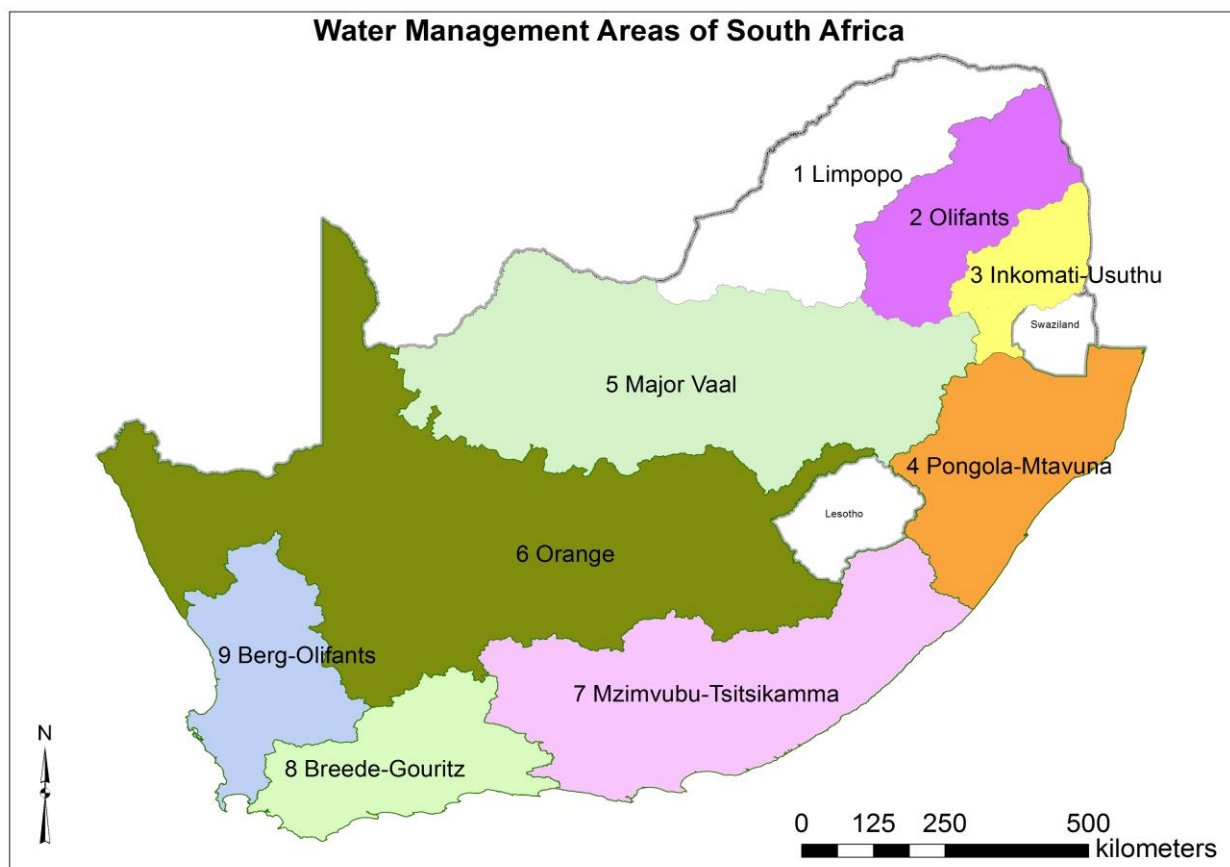 Water Management Areas of South Africa
1 Limpopo
2 Olifants
3 Inkomati-Usuthu
Swaziland
5 Major Vaal
4 Pongola-Mtavuna
Lesotho
6 Orange
9 Berg-Olifants
7 Mzimvubu-Tsitsikamma
8 Breede-Gouritz
N
0 125 250 500
kilometers